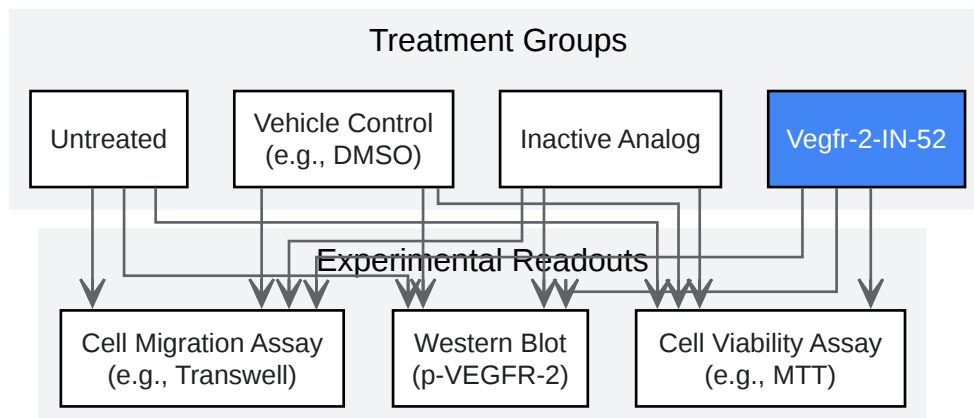 Treatment Groups
Untreated
Vehicle Control
(e.g., DMSO)
Inactive Analog
Vegfr-2-IN-52
Experimental Readouts
Cell Migration Assay
(e.g., Transwell)
Western Blot
(p-VEGFR-2)
Cell Viability Assay
(e.g., MTT)